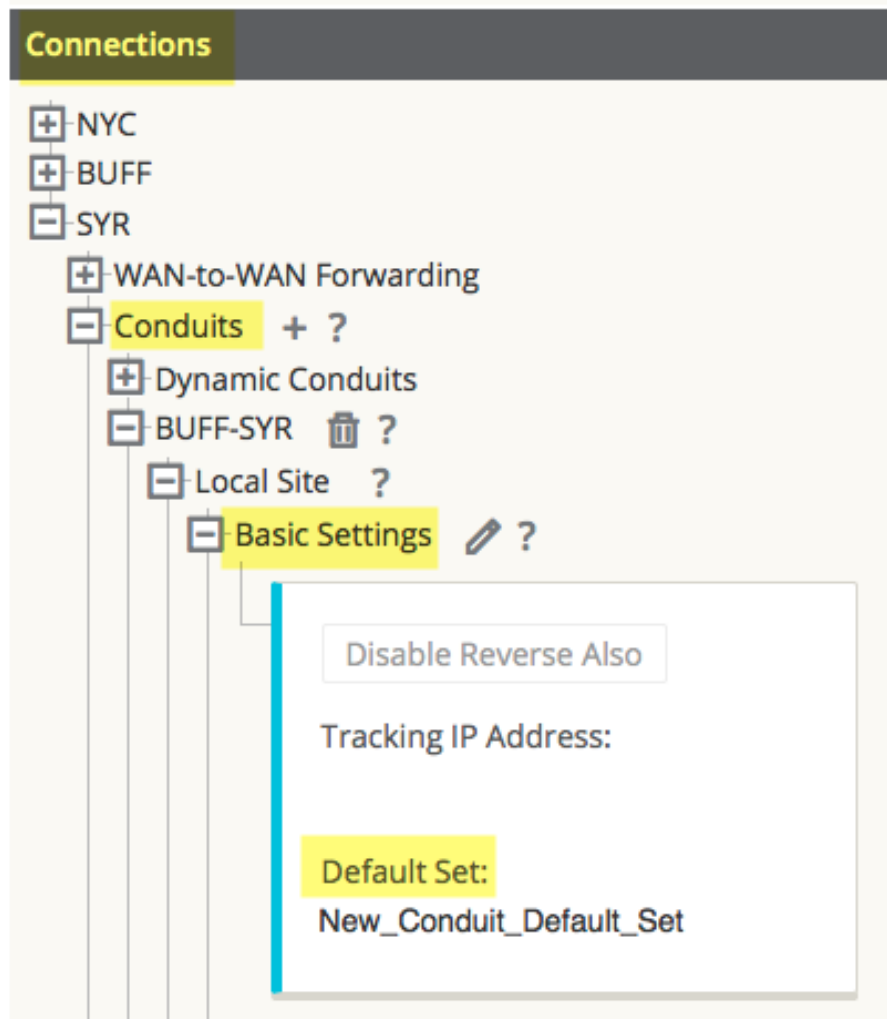 Connections
NYC
BUFF
SYR
WAN-to-WAN Forwarding
Conduits + ?
Dynamic Conduits
BUFF-SYR ?
Local Site ?
Basic Settings ?
Disable Reverse Also
Tracking IP Address:
Default Set:
New_Conduit_Default_Set